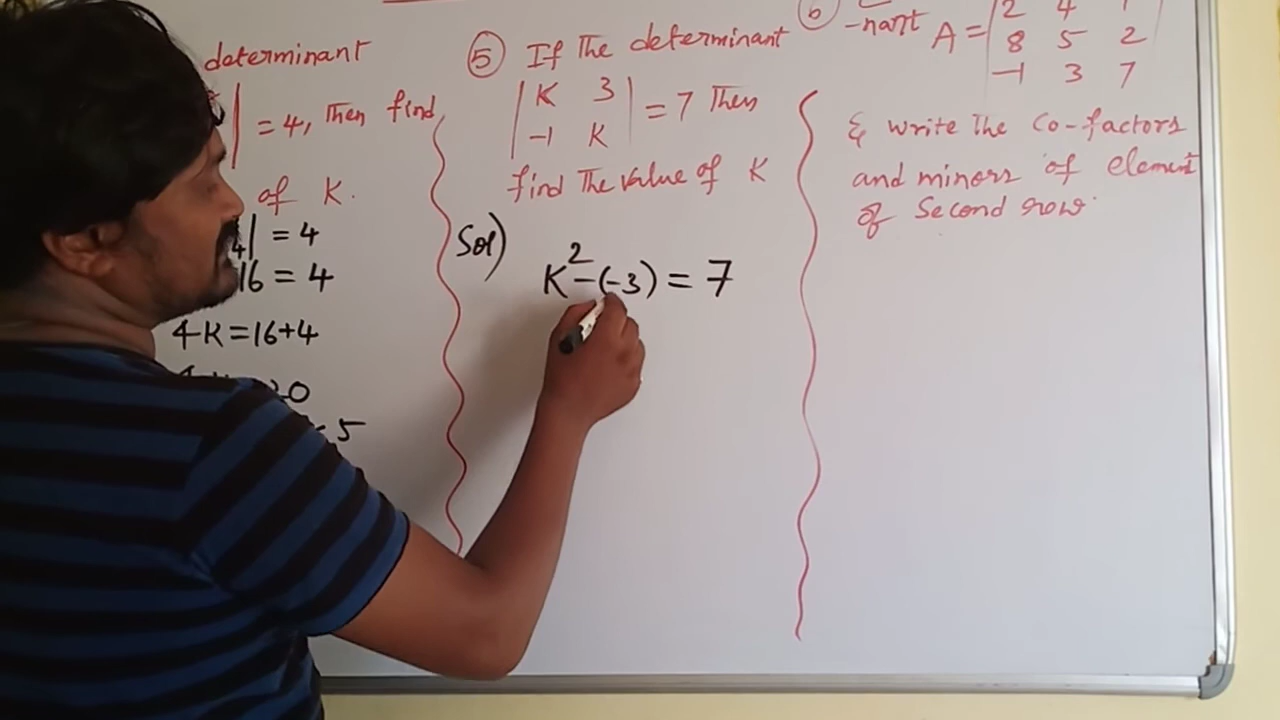 determinant
| = 4, Then find
of K.
4| = 4
16 = 4
4K = 16+4
20
5
5 If The determinant
| K 3 |
| -1 K | = 7 Then
find The value of K
Sol)
K² - (-3) = 7
6
-nant A = | 2 4 1 |
| 8 5 2 |
| -1 3 7 |
& write The Co-factors
and minors of element
of Second row.